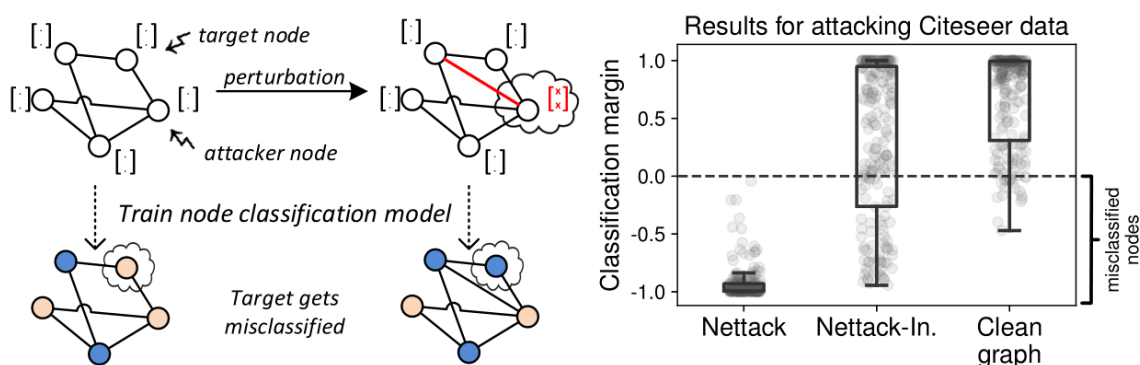 target node
perturbation
attacker node
[:]
[:]
[:]
[:]
[:]
[:]
[:]
[:]
[:]
[x x]
Train node classification model
Target gets
misclassified
Results for attacking Citeseer data
Classification margin
1.0
0.5
0.0
-0.5
-1.0
Nettack
Nettack-In.
Clean
graph
misclassified
nodes